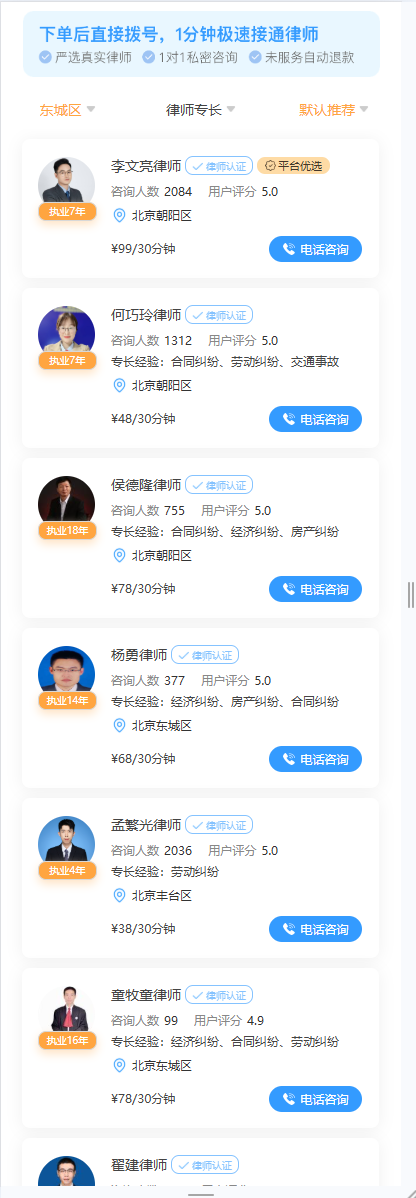 下单后直接拨号，1分钟极速接通律师
严选真实律师 1对1私密咨询 未服务自动退款
东城区 律师专长 默认推荐
李文亮律师 律师认证 平台优选
咨询人数 2084 用户评分 5.0
执业7年
北京朝阳区
¥99/30分钟 电话咨询
何巧玲律师 律师认证
咨询人数 1312 用户评分 5.0
执业7年
专长经验：合同纠纷、劳动纠纷、交通事故
北京朝阳区
¥48/30分钟 电话咨询
侯德隆律师 律师认证
咨询人数 755 用户评分 5.0
执业18年
专长经验：合同纠纷、经济纠纷、房产纠纷
北京朝阳区
¥78/30分钟 电话咨询
杨勇律师 律师认证
咨询人数 377 用户评分 5.0
执业14年
专长经验：经济纠纷、房产纠纷、合同纠纷
北京东城区
¥68/30分钟 电话咨询
孟繁光律师 律师认证
咨询人数 2036 用户评分 5.0
执业4年
专长经验：劳动纠纷
北京丰台区
¥38/30分钟 电话咨询
童牧童律师 律师认证
咨询人数 99 用户评分 4.9
执业16年
专长经验：经济纠纷、合同纠纷、劳动纠纷
北京东城区
¥78/30分钟 电话咨询
翟建律师 律师认证